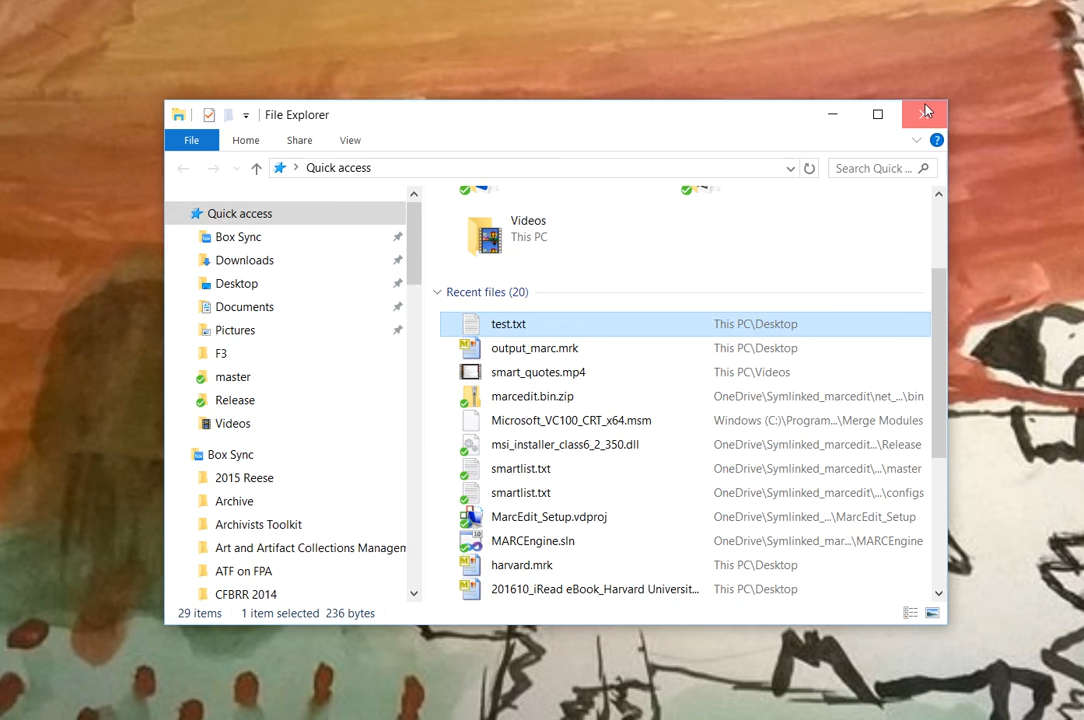 File Explorer
File Home Share View
Quick access Search Quick ...
Quick access
Box Sync
Downloads
Desktop
Documents
Pictures
F3
master
Release
Videos
Box Sync
2015 Reese
Archive
Archivists Toolkit
Art and Artifact Collections Managem
ATF on FPA
CFBRR 2014
Videos
This PC
Recent files (20)
test.txt This PC\Desktop
output_marc.mrk This PC\Desktop
smart_quotes.mp4 This PC\Videos
marcedit.bin.zip OneDrive\Symlinked_marcedit\net_...\bin
Microsoft_VC100_CRT_x64.msm Windows (C:)\Program...\Merge Modules
msi_installer_class6_2_350.dll OneDrive\Symlinked_marcedit...\Release
smartlist.txt OneDrive\Symlinked_marcedit\...\master
smartlist.txt OneDrive\Symlinked_marcedit\...\configs
MarcEdit_Setup.vdproj OneDrive\Symlinked_...\MarcEdit_Setup
MARCEngine.sln OneDrive\Symlinked_mar...\MARCEngine
harvard.mrk This PC\Desktop
201610_iRead eBook_Harvard Universit... This PC\Desktop
29 items 1 item selected 236 bytes